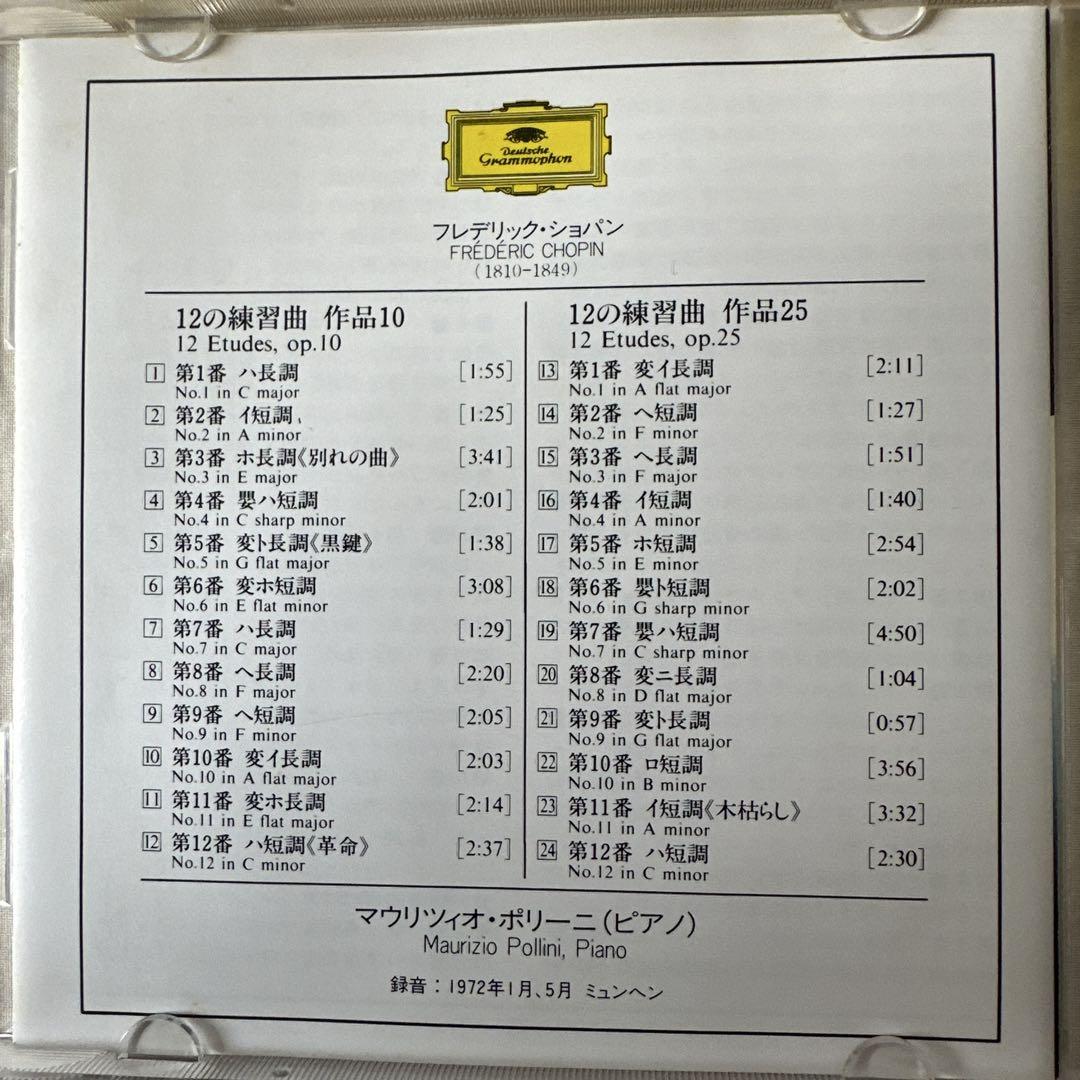 Deutsche
Grammophon
フレデリック・ショパン
FRÉDÉRIC CHOPIN
(1810-1849)
12の練習曲 作品10
12 Etudes, op.10
1 第1番 ハ長調 [1:55]
No.1 in C major
2 第2番 イ短調 [1:25]
No.2 in A minor
3 第3番 ホ長調《別れの曲》 [3:41]
No.3 in E major
4 第4番 嬰ハ短調 [2:01]
No.4 in C sharp minor
5 第5番 変ト長調《黒鍵》 [1:38]
No.5 in G flat major
6 第6番 変ホ短調 [3:08]
No.6 in E flat minor
7 第7番 ハ長調 [1:29]
No.7 in C major
8 第8番 ヘ長調 [2:20]
No.8 in F major
9 第9番 ヘ短調 [2:05]
No.9 in F minor
10 第10番 変イ長調 [2:03]
No.10 in A flat major
11 第11番 変ホ長調 [2:14]
No.11 in E flat major
12 第12番 ハ短調《革命》 [2:37]
No.12 in C minor
12の練習曲 作品25
12 Etudes, op.25
13 第1番 変イ長調 [2:11]
No.1 in A flat major
14 第2番 ヘ短調 [1:27]
No.2 in F minor
15 第3番 ヘ長調 [1:51]
No.3 in F major
16 第4番 イ短調 [1:40]
No.4 in A minor
17 第5番 ホ短調 [2:54]
No.5 in E minor
18 第6番 嬰ト短調 [2:02]
No.6 in G sharp minor
19 第7番 嬰ハ短調 [4:50]
No.7 in C sharp minor
20 第8番 変ニ長調 [1:04]
No.8 in D flat major
21 第9番 変ト長調 [0:57]
No.9 in G flat major
22 第10番 ロ短調 [3:56]
No.10 in B minor
23 第11番 イ短調《木枯らし》 [3:32]
No.11 in A minor
24 第12番 ハ短調 [2:30]
No.12 in C minor
マウリツィオ・ポリーニ(ピアノ)
Maurizio Pollini, Piano
録音：1972年1月、5月 ミュンヘン